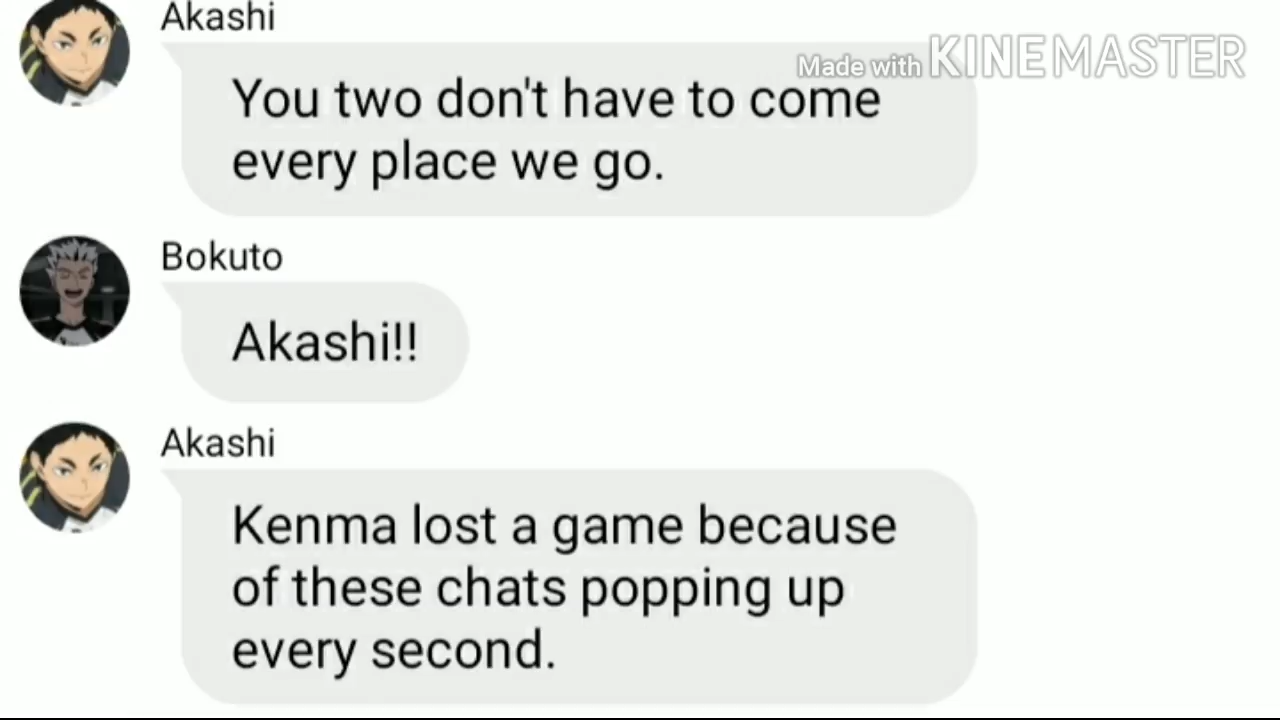 Akashi
Made with KINEMASTER
You two don't have to come
every place we go.
Bokuto
Akashi!!
Akashi
Kenma lost a game because
of these chats popping up
every second.